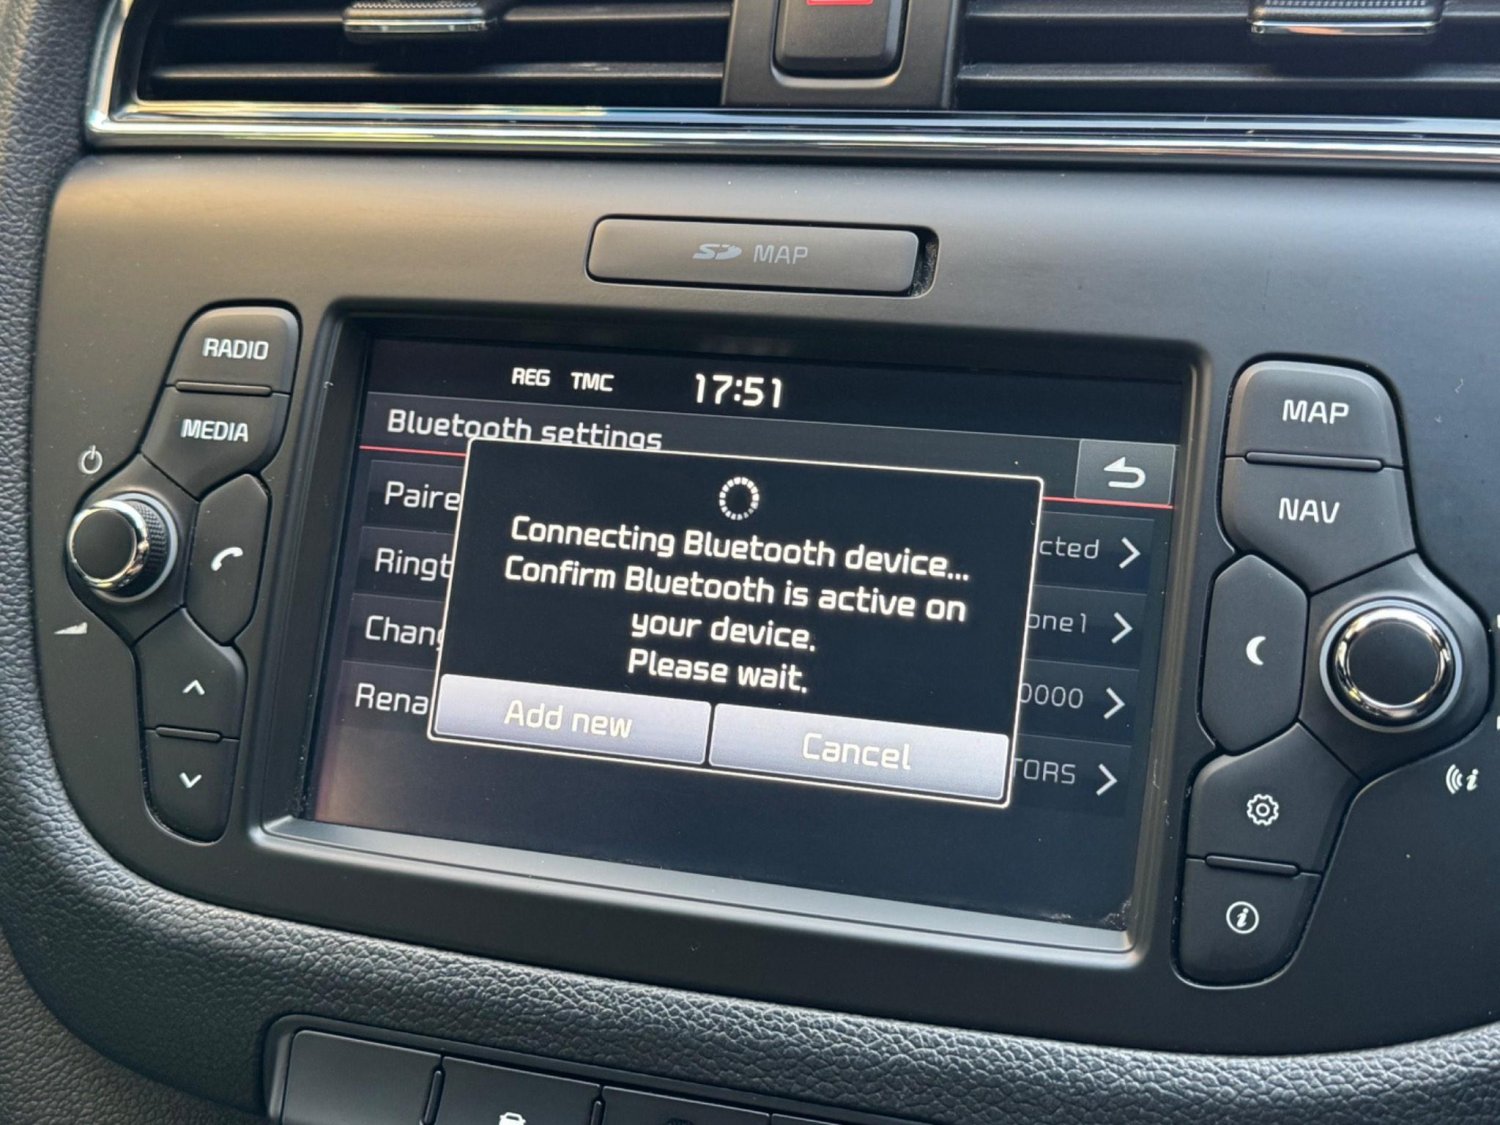 SD MAP
RADIO
MEDIA
MAP
NAV
REG TMC 17:51
Bluetooth settings
Connecting Bluetooth device...
Confirm Bluetooth is active on
your device.
Please wait.
Add new
Cancel